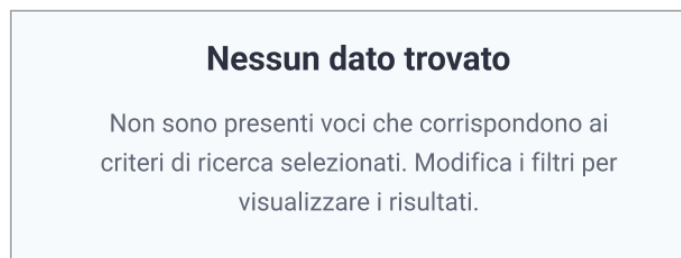 Nessun dato trovato
Non sono presenti voci che corrispondono ai
criteri di ricerca selezionati. Modifica i filtri per
visualizzare i risultati.